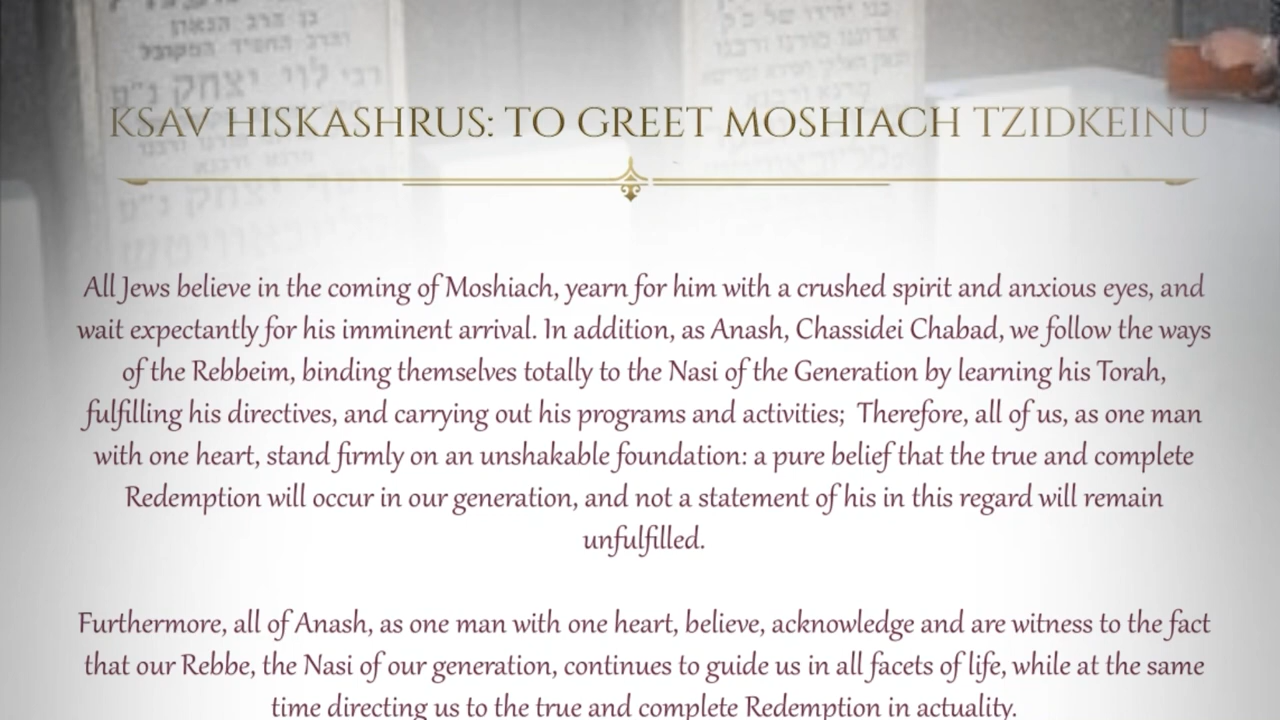 בן הרב הגאון
והרב החסיד המקובל
רבי לוי יצחק נ"מ
KSAV HISKASHRUS: TO GREET MOSHIACH TZIDKEINU
All Jews believe in the coming of Moshiach, yearn for him with a crushed spirit and anxious eyes, and
wait expectantly for his imminent arrival. In addition, as Anash, Chassidei Chabad, we follow the ways
of the Rebbeim, binding themselves totally to the Nasi of the Generation by learning his Torah,
fulfilling his directives, and carrying out his programs and activities;  Therefore, all of us, as one man
with one heart, stand firmly on an unshakable foundation: a pure belief that the true and complete
Redemption will occur in our generation, and not a statement of his in this regard will remain
unfulfilled.
Furthermore, all of Anash, as one man with one heart, believe, acknowledge and are witness to the fact
that our Rebbe, the Nasi of our generation, continues to guide us in all facets of life, while at the same
time directing us to the true and complete Redemption in actuality.